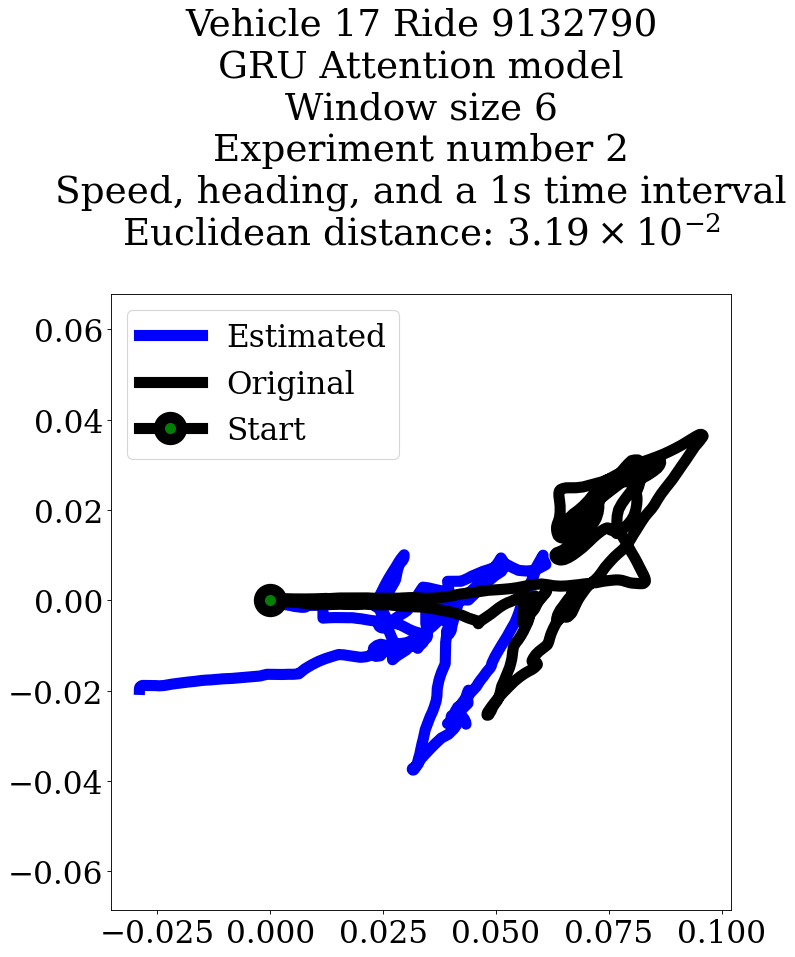 Vehicle 17 Ride 9132790
GRU Attention model
Window size 6
Experiment number 2
Speed, heading, and a 1s time interval
Euclidean distance: 3.19 × 10⁻²
Estimated
Original
Start
0.06
0.04
0.02
0.00
−0.02
−0.04
−0.06
−0.025 0.000 0.025 0.050 0.075 0.100